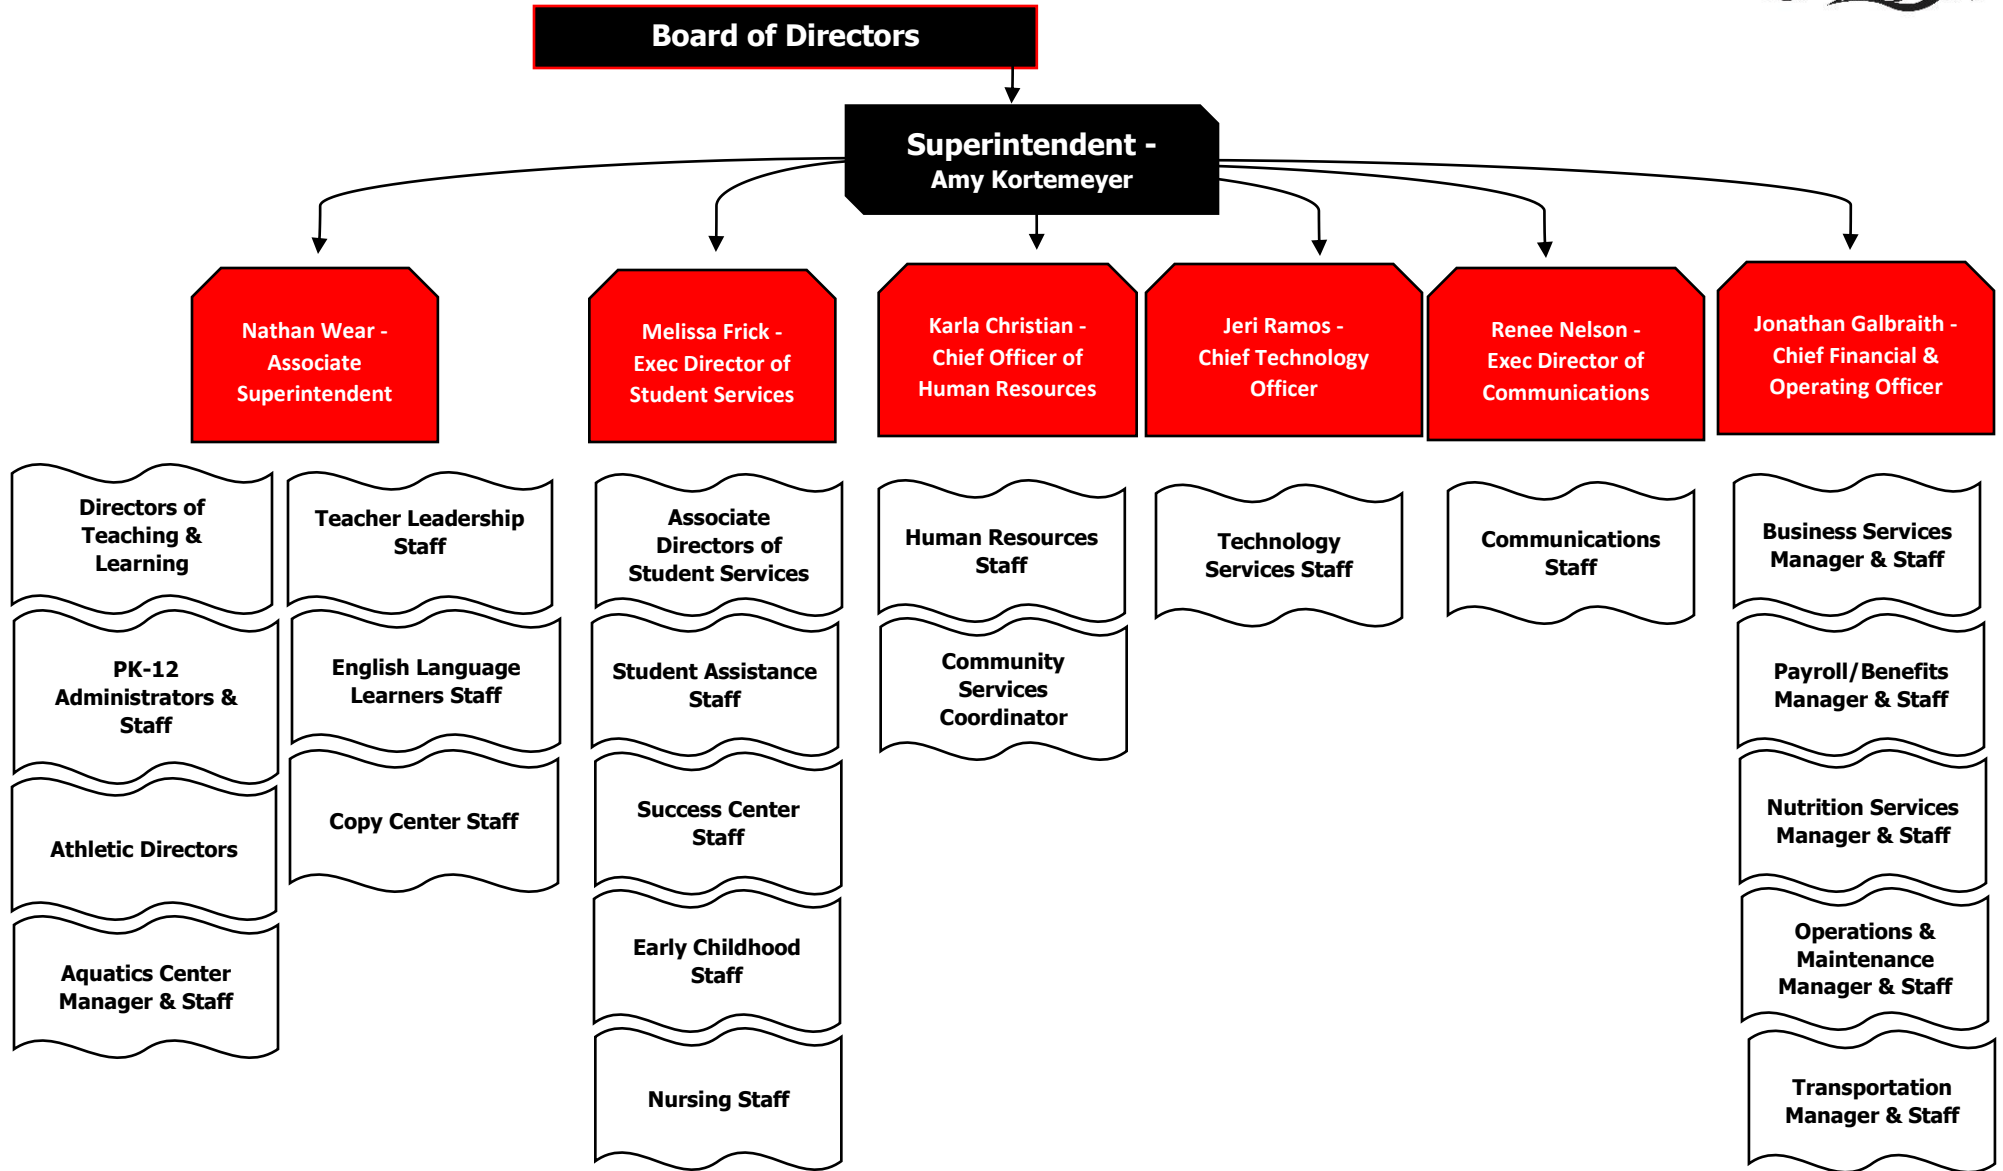 Board of Directors
Superintendent -
Amy Kortemeyer
Nathan Wear -
Associate
Superintendent
Melissa Frick -
Exec Director of
Student Services
Karla Christian -
Chief Officer of
Human Resources
Jeri Ramos -
Chief Technology
Officer
Renee Nelson -
Exec Director of
Communications
Jonathan Galbraith -
Chief Financial &
Operating Officer
Directors of
Teaching &
Learning
PK-12
Administrators &
Staff
Athletic Directors
Aquatics Center
Manager & Staff
Teacher Leadership
Staff
English Language
Learners Staff
Copy Center Staff
Associate
Directors of
Student Services
Student Assistance
Staff
Success Center
Staff
Early Childhood
Staff
Nursing Staff
Human Resources
Staff
Community
Services
Coordinator
Technology
Services Staff
Communications
Staff
Business Services
Manager & Staff
Payroll/Benefits
Manager & Staff
Nutrition Services
Manager & Staff
Operations &
Maintenance
Manager & Staff
Transportation
Manager & Staff